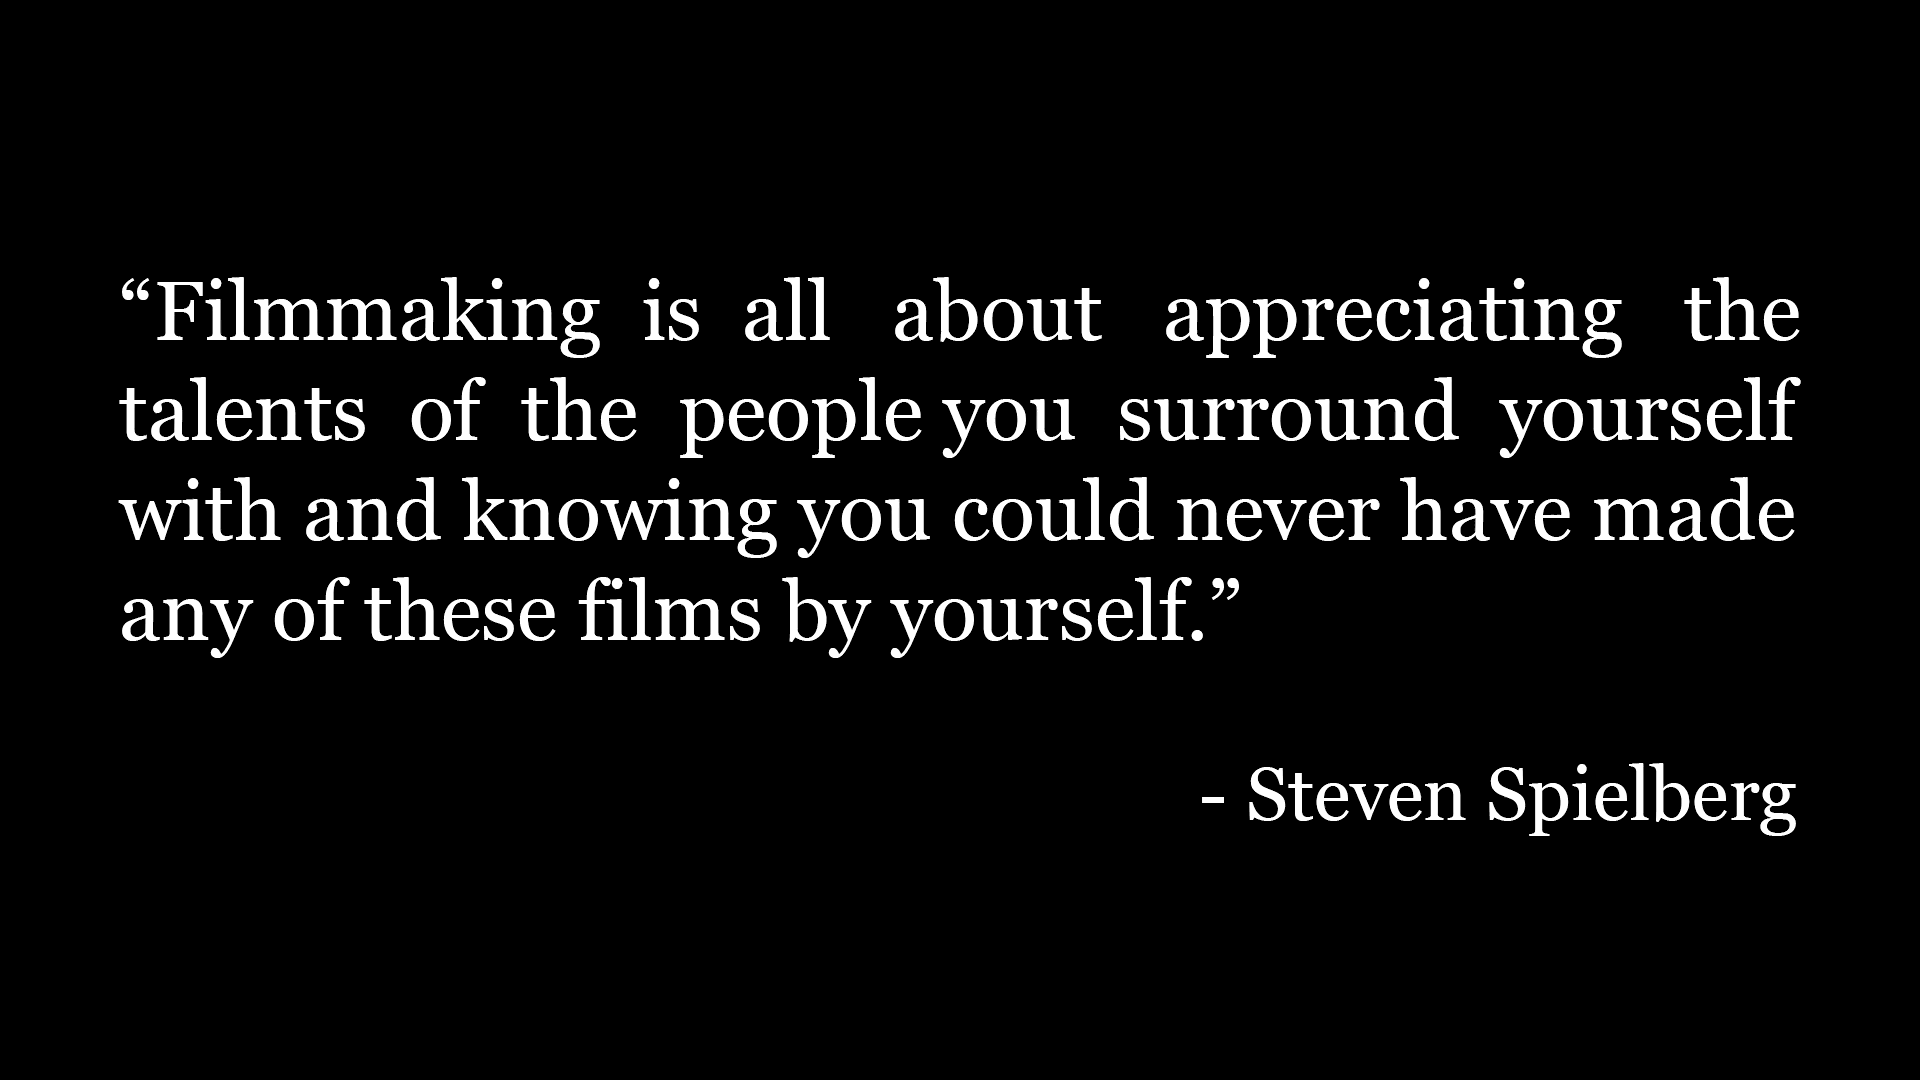 “Filmmaking is all about appreciating the
talents of the people you surround yourself
with and knowing you could never have made
any of these films by yourself.”
- Steven Spielberg